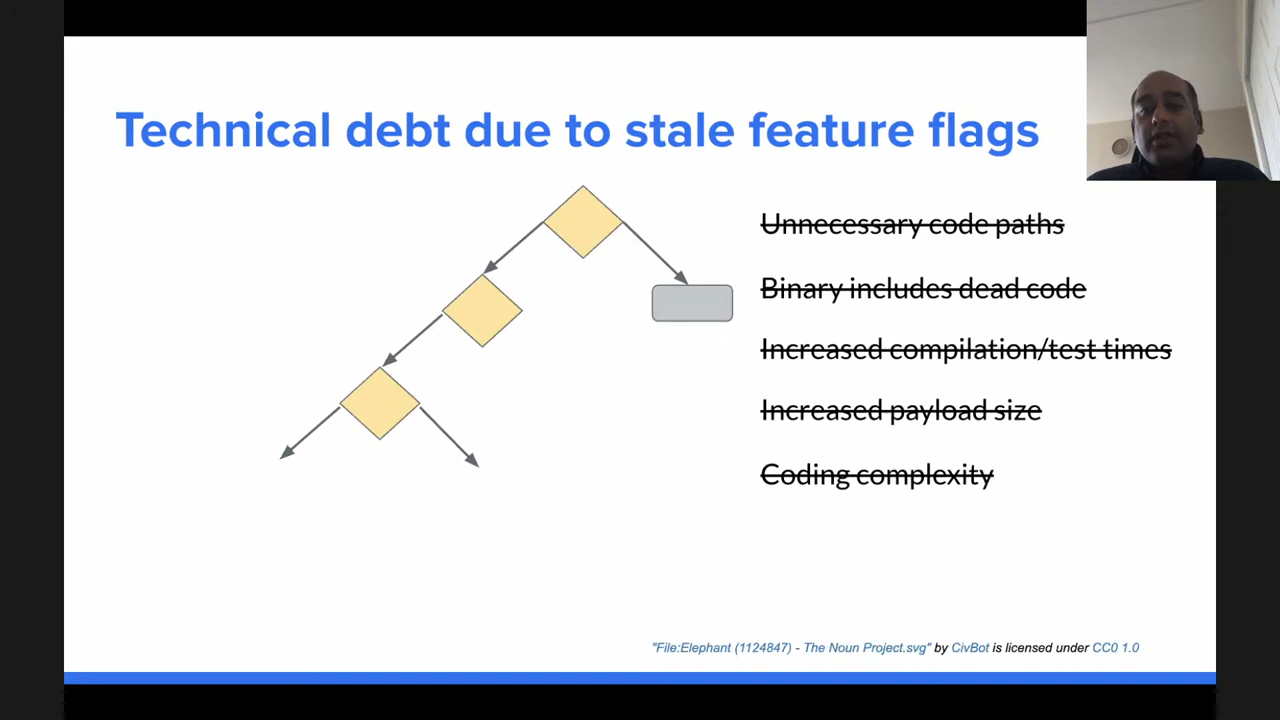 Technical debt due to stale feature flags
Unnecessary code paths
Binary includes dead code
Increased compilation/test times
Increased payload size
Coding complexity
"File:Elephant (1124847) - The Noun Project.svg" by CivBot is licensed under CC0 1.0